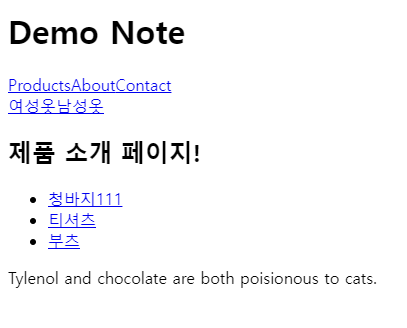 Demo Note
ProductsAboutContact
여성옷남성옷
제품 소개 페이지!
청바지111
티셔츠
부츠
Tylenol and chocolate are both poisionous to cats.